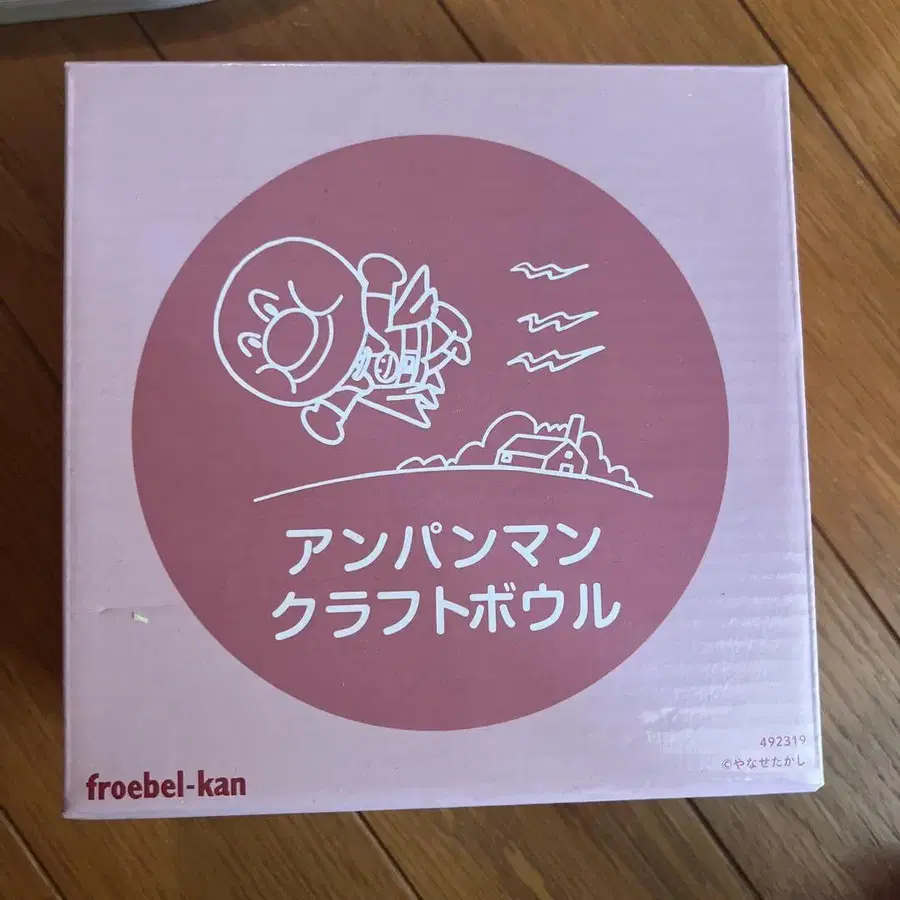 アンパンマン
クラフトボウル
492319
©やなせたかし
froebel-kan